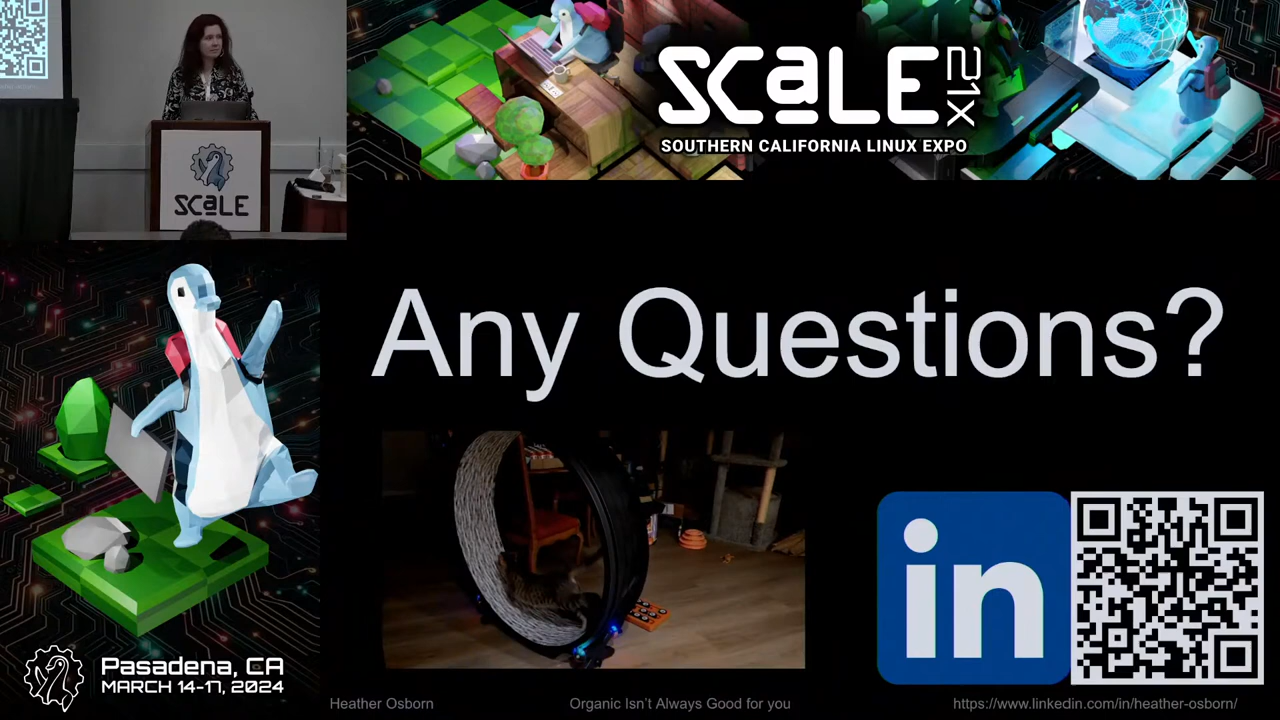 SCALE
SCaLE 21x
SOUTHERN CALIFORNIA LINUX EXPO
Any Questions?
in
Pasadena, CA
MARCH 14-17, 2024
Heather Osborn
Organic Isn't Always Good for you
https://www.linkedin.com/in/heather-osborn/